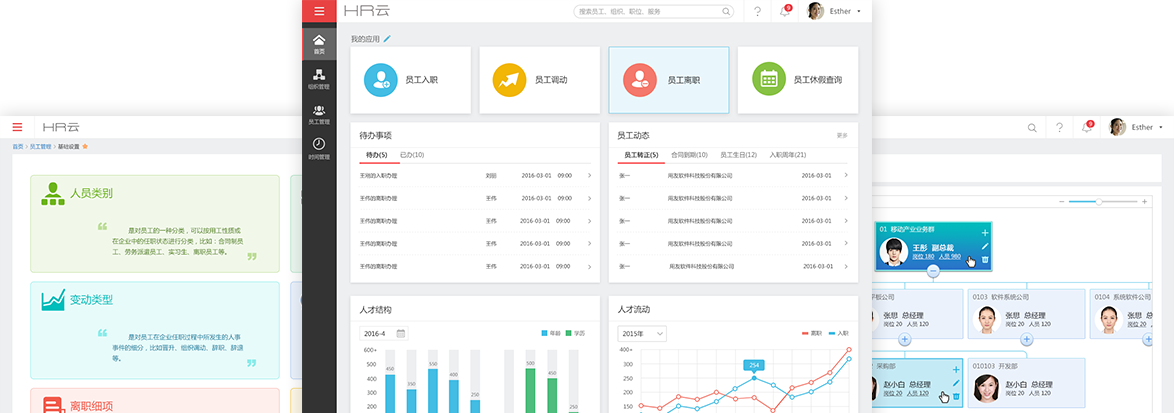 HR云
搜索员工、组织、职位、服务
?
9
Esther
首页
组织管理
员工管理
时间管理
我的应用
员工入职
员工调动
员工离职
员工休假查询
待办事项
待办(5)
已办(10)
王丽的入职办理 刘丽 2016-03-01 09:00
王伟的离职办理 王伟 2016-03-01 09:00
王伟的离职办理 王伟 2016-03-01 09:00
王伟的离职办理 王伟 2016-03-01 09:00
王伟的离职办理 王伟 2016-03-01 09:00
员工动态
更多
员工转正(5) 合同到期(10) 员工生日(12) 入职周年(21)
张一 用友软件科技股份有限公司 2016-03-01
张一 用友软件科技股份有限公司 2016-03-01
张一 用友软件科技股份有限公司 2016-03-01
张一 用友软件科技股份有限公司 2016-03-01
张一 用友软件科技股份有限公司 2016-03-01
人才结构
2016-4
年龄 学历
600+
500
400
300
200
450
350
550
400
250
500
450
人才流动
2015年
离职 入职
400+
350
300
250
200
254
HR云
首页 > 员工管理 > 基础设置
人员类别
是对员工的一种分类，可以按用工性质或
在企业中的任职状态进行分类，比如：合同制员
工、劳务派遣员工、实习生、离职员工等。
变动类型
是对员工在企业任职过程中所发生的人事
事件的细分，比如晋升、组织调动、辞职、辞退
等。
离职细项
?
9
Esther
01 移动产业业务群
王彤 副总裁
岗位 180 人员 980
平板公司
张思 总经理
岗位 20 人员 120
0103 软件系统公司
张思 总经理
岗位 20 人员 120
0104 系统软件公司
张思 总经理
岗位 20 人员 120
采购部
赵小白 总经理
岗位 20 人员 120
010103 开发部
赵小白 总经理
岗位 20 人员 120